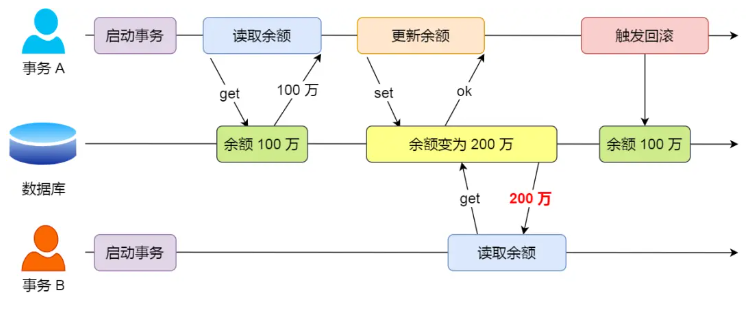 启动事务
读取余额
更新余额
触发回滚
事务 A
get
100 万
set
ok
余额 100 万
余额变为 200 万
余额 100 万
数据库
get
200 万
启动事务
读取余额
事务 B